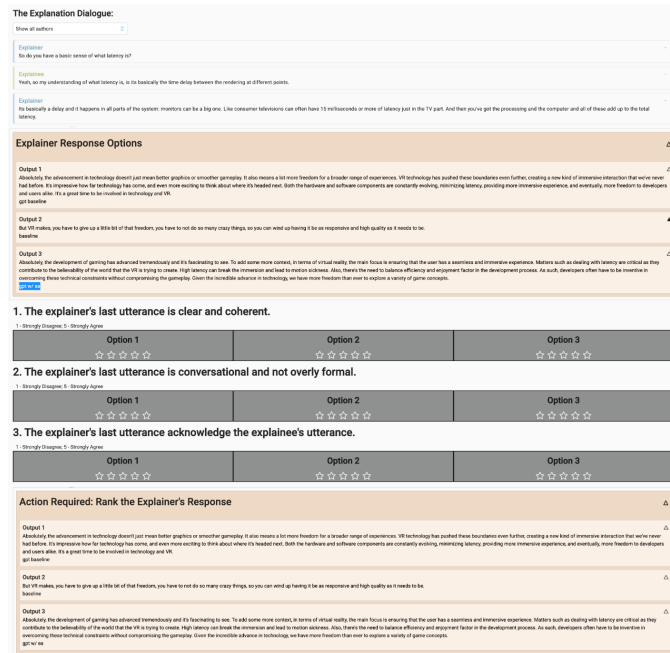 The Explanation Dialogue:
Show all authors
Explainer
So do you have a basic sense of what latency is?
Explainee
Yeah, so my understanding of what latency is, is its basically the time delay between the rendering at different points.
Explainer
Its basically a delay and it happens in all parts of the system: monitors can be a big one. Like consumer televisions can often have 15 milliseconds or more of latency just in the TV part. And then you've got the processing and the computer and all of these add up to the total
latency.
Explainer Response Options
Output 1
Absolutely, the advancement in technology doesn't just mean better graphics or smoother gameplay. It also means a lot more freedom for a broader range of experiences. VR technology has pushed these boundaries even further, creating a new kind of immersive interaction that we've never
had before. It's impressive how far technology has come, and even more exciting to think about where it's headed next. Both the hardware and software components are constantly evolving, minimizing latency, providing more immersive experience, and eventually, more freedom to developers
and users alike. It's a great time to be involved in technology and VR.
gpt baseline
Output 2
But VR makes, you have to give up a little bit of that freedom, you have to not do so many crazy things, so you can wind up having it be as responsive and high quality as it needs to be.
baseline
Output 3
Absolutely, the development of gaming has advanced tremendously and it's fascinating to see. To add some more context, in terms of virtual reality, the main focus is ensuring that the user has a seamless and immersive experience. Matters such as dealing with latency are critical as they
contribute to the believability of the world that the VR is trying to create. High latency can break the immersion and lead to motion sickness. Also, there's the need to balance efficiency and enjoyment factor in the development process. As such, developers often have to be inventive in
overcoming these technical constraints without compromising the gameplay. Given the incredible advance in technology, we have more freedom than ever to explore a variety of game concepts.
gpt w/ ea
1. The explainer's last utterance is clear and coherent.
1 - Strongly Disagree; 5 - Strongly Agree
Option 1 Option 2 Option 3
2. The explainer's last utterance is conversational and not overly formal.
1 - Strongly Disagree; 5 - Strongly Agree
Option 1 Option 2 Option 3
3. The explainer's last utterance acknowledge the explainee's utterance.
1 - Strongly Disagree; 5 - Strongly Agree
Option 1 Option 2 Option 3
Action Required: Rank the Explainer's Response
Output 1
Absolutely, the advancement in technology doesn't just mean better graphics or smoother gameplay. It also means a lot more freedom for a broader range of experiences. VR technology has pushed these boundaries even further, creating a new kind of immersive interaction that we've never
had before. It's impressive how far technology has come, and even more exciting to think about where it's headed next. Both the hardware and software components are constantly evolving, minimizing latency, providing more immersive experience, and eventually, more freedom to developers
and users alike. It's a great time to be involved in technology and VR.
gpt baseline
Output 2
But VR makes, you have to give up a little bit of that freedom, you have to not do so many crazy things, so you can wind up having it be as responsive and high quality as it needs to be.
baseline
Output 3
Absolutely, the development of gaming has advanced tremendously and it's fascinating to see. To add some more context, in terms of virtual reality, the main focus is ensuring that the user has a seamless and immersive experience. Matters such as dealing with latency are critical as they
contribute to the believability of the world that the VR is trying to create. High latency can break the immersion and lead to motion sickness. Also, there's the need to balance efficiency and enjoyment factor in the development process. As such, developers often have to be inventive in
overcoming these technical constraints without compromising the gameplay. Given the incredible advance in technology, we have more freedom than ever to explore a variety of game concepts.
gpt w/ ea